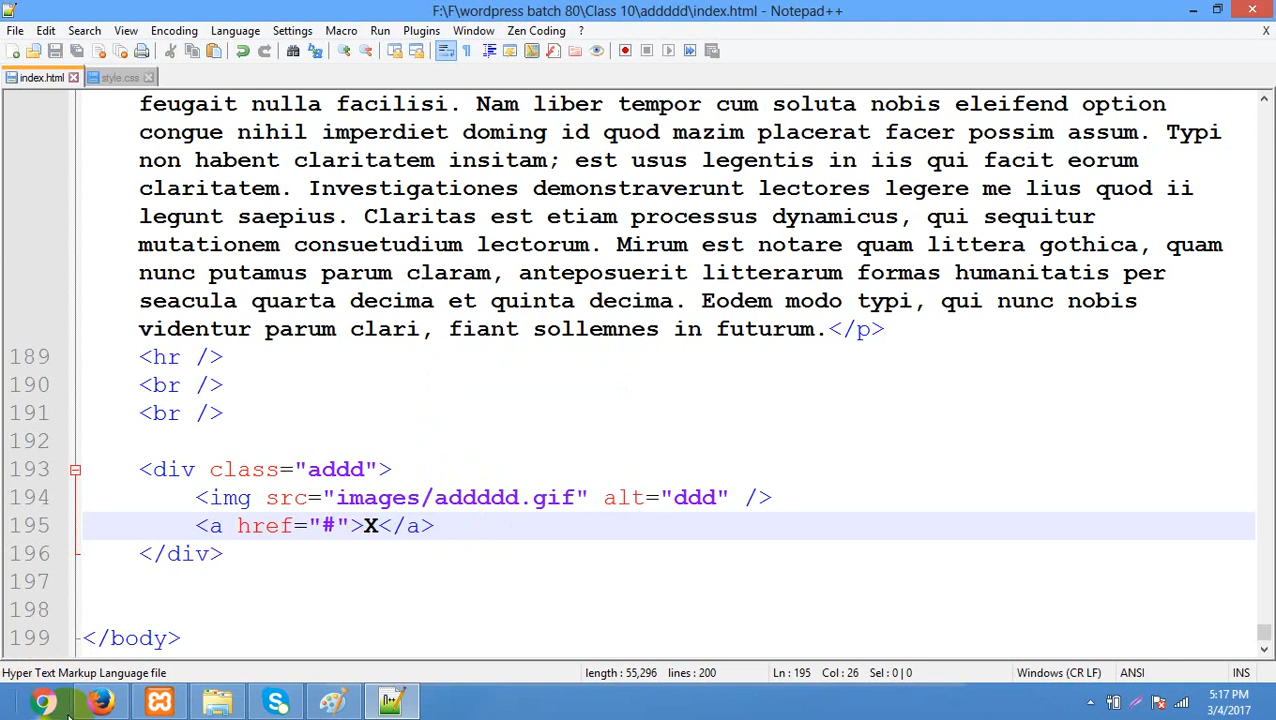 F:\F\wordpress batch 80\Class 10\addddd\index.html - Notepad++
File Edit Search View Encoding Language Settings Macro Run Plugins Window Zen Coding ? X
index.html style.css
feugait nulla facilisi. Nam liber tempor cum soluta nobis eleifend option
congue nihil imperdiet doming id quod mazim placerat facer possim assum. Typi
non habent claritatem insitam; est usus legentis in iis qui facit eorum
claritatem. Investigationes demonstraverunt lectores legere me lius quod ii
legunt saepius. Claritas est etiam processus dynamicus, qui sequitur
mutationem consuetudium lectorum. Mirum est notare quam littera gothica, quam
nunc putamus parum claram, anteposuerit litterarum formas humanitatis per
seacula quarta decima et quinta decima. Eodem modo typi, qui nunc nobis
videntur parum clari, fiant sollemnes in futurum.</p>
189 <hr />
190 <br />
191 <br />
192
193 <div class="addd">
194 <img src="images/addddd.gif" alt="ddd" />
195 <a href="#">X</a>
196 </div>
197
198
199 </body>
Hyper Text Markup Language file length : 55,296 lines : 200 Ln : 195 Col : 26 Sel : 0 | 0 Windows (CR LF) ANSI INS
5:17 PM
3/4/2017